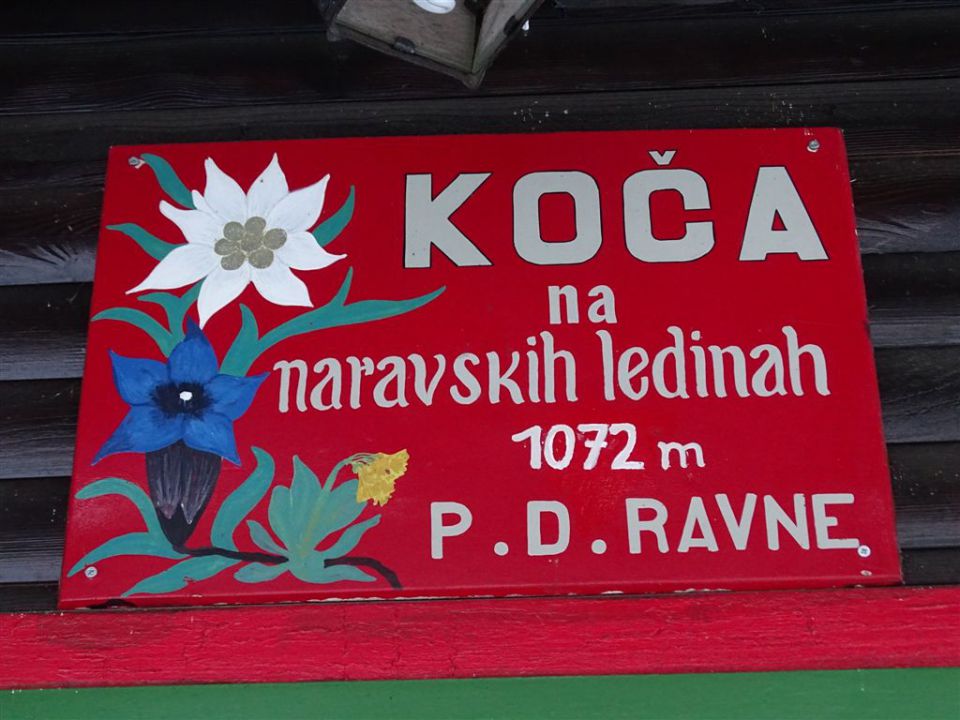 KOČA
na
naravskih ledinah
1072 m
P.D. RAVNE